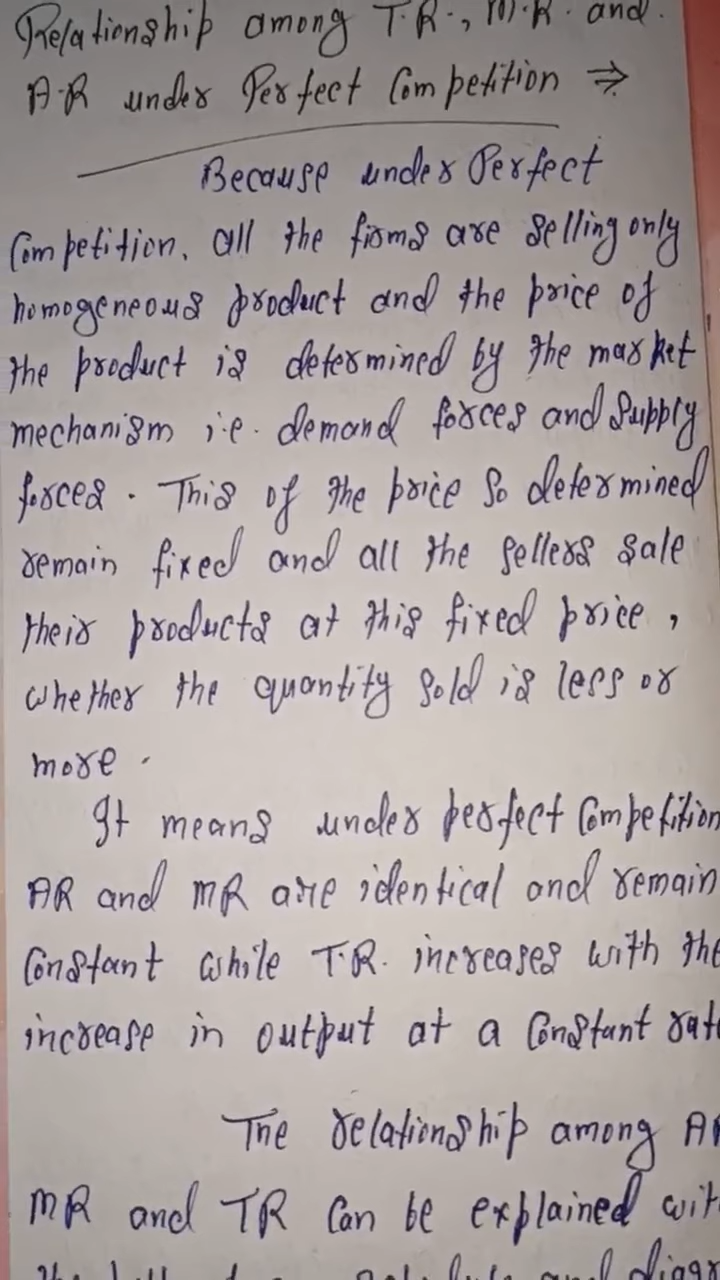 Relationship among T.R., M.R. and
A.R under Perfect Competition ⇒
Because under Perfect
Competition, all the firms are selling only
homogeneous product and the price of
the product is determined by the market
mechanism i.e. demand forces and Supply
forces. This of the price so determined
remain fixed and all the sellers sale
their products at this fixed price,
whether the quantity sold is less or
more.
It means under perfect Competition
AR and MR are identical and remain
Constant while T.R. increases with the
increase in output at a Constant rate
The relationship among AR
MR and TR Can be explained with
the